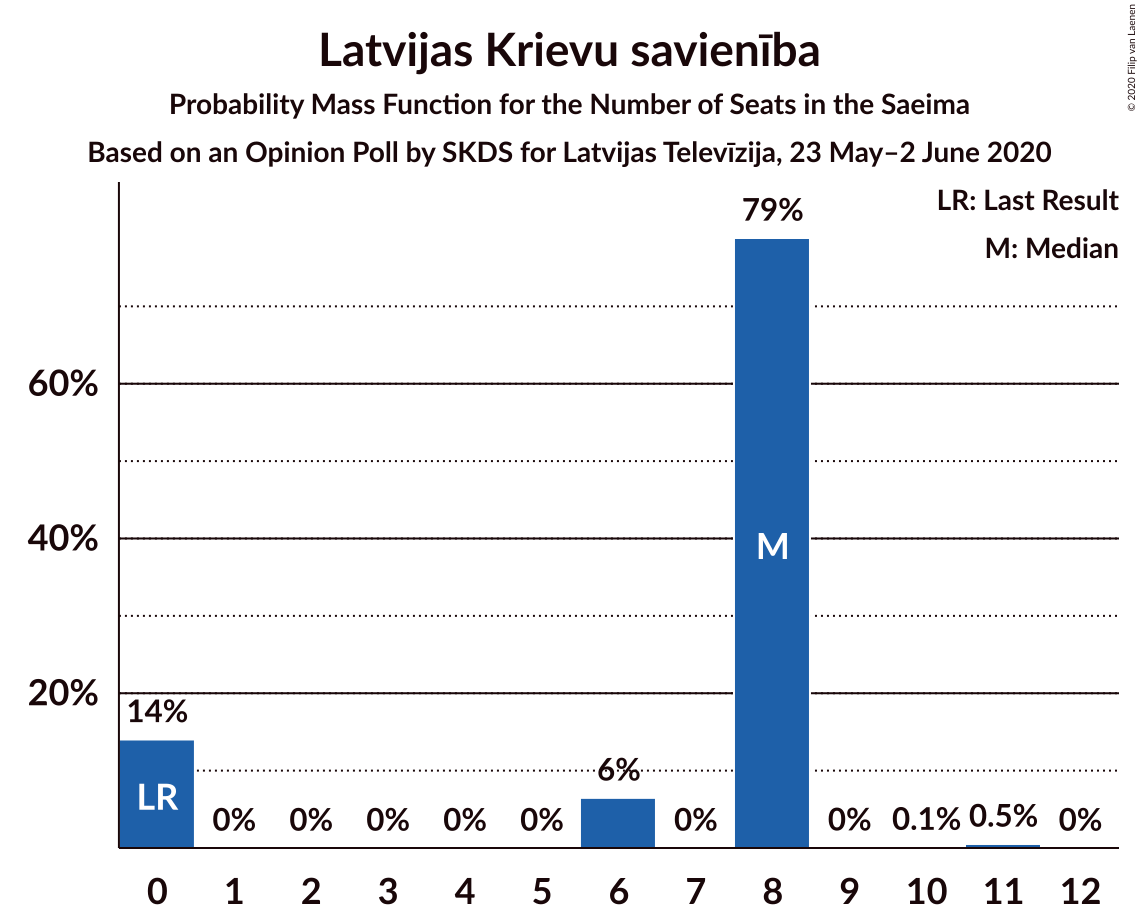 Latvijas Krievu savienība
Probability Mass Function for the Number of Seats in the Saeima
Based on an Opinion Poll by SKDS for Latvijas Televīzija, 23 May–2 June 2020
© 2020 Filip van Laenen
LR: Last Result
M: Median
79%
60%
40%
M
20%
14%
LR
0%
0%
0%
0%
0%
6%
0%
0%
0.1%
0.5%
0%
0 1 2 3 4 5 6 7 8 9 10 11 12